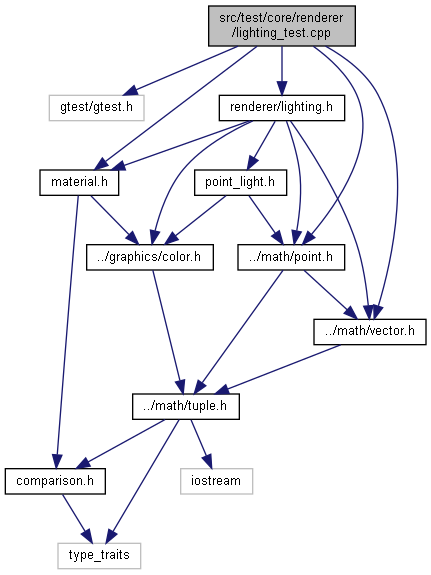 src/test/core/renderer
/lighting_test.cpp
gtest/gtest.h
renderer/lighting.h
material.h
point_light.h
../graphics/color.h
../math/point.h
../math/vector.h
../math/tuple.h
comparison.h
iostream
type_traits